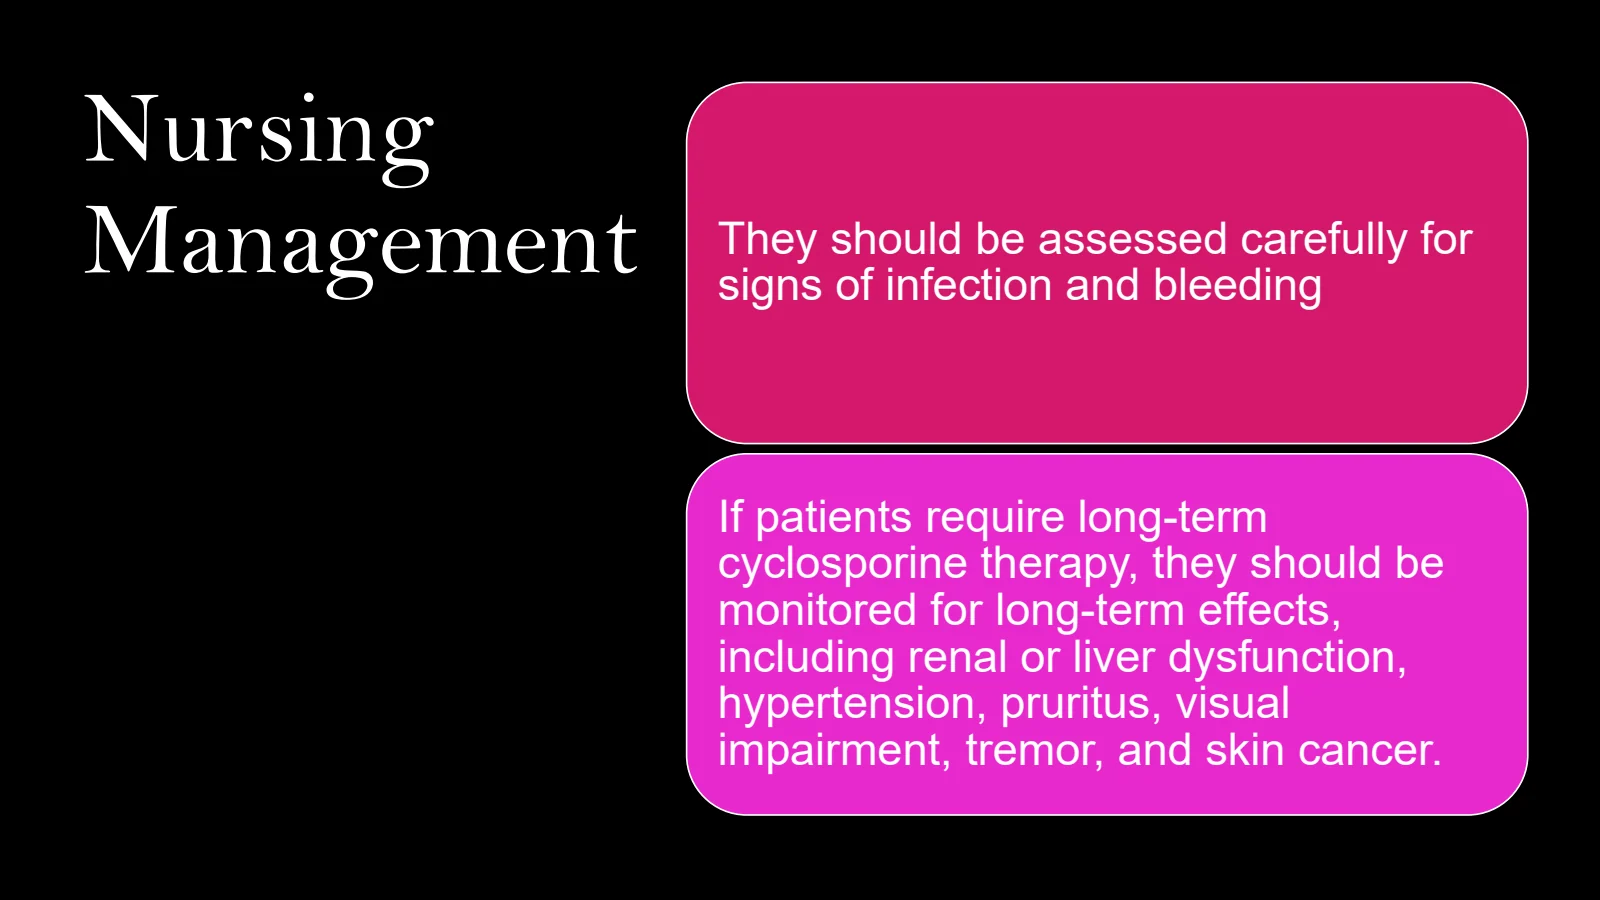 Nursing
Management
They should be assessed carefully for
signs of infection and bleeding
If patients require long-term
cyclosporine therapy, they should be
monitored for long-term effects,
including renal or liver dysfunction,
hypertension, pruritus, visual
impairment, tremor, and skin cancer.